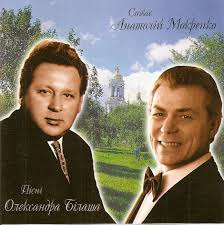 Співає
Анатолій Мокренко
Пісні
Олександра Білаша